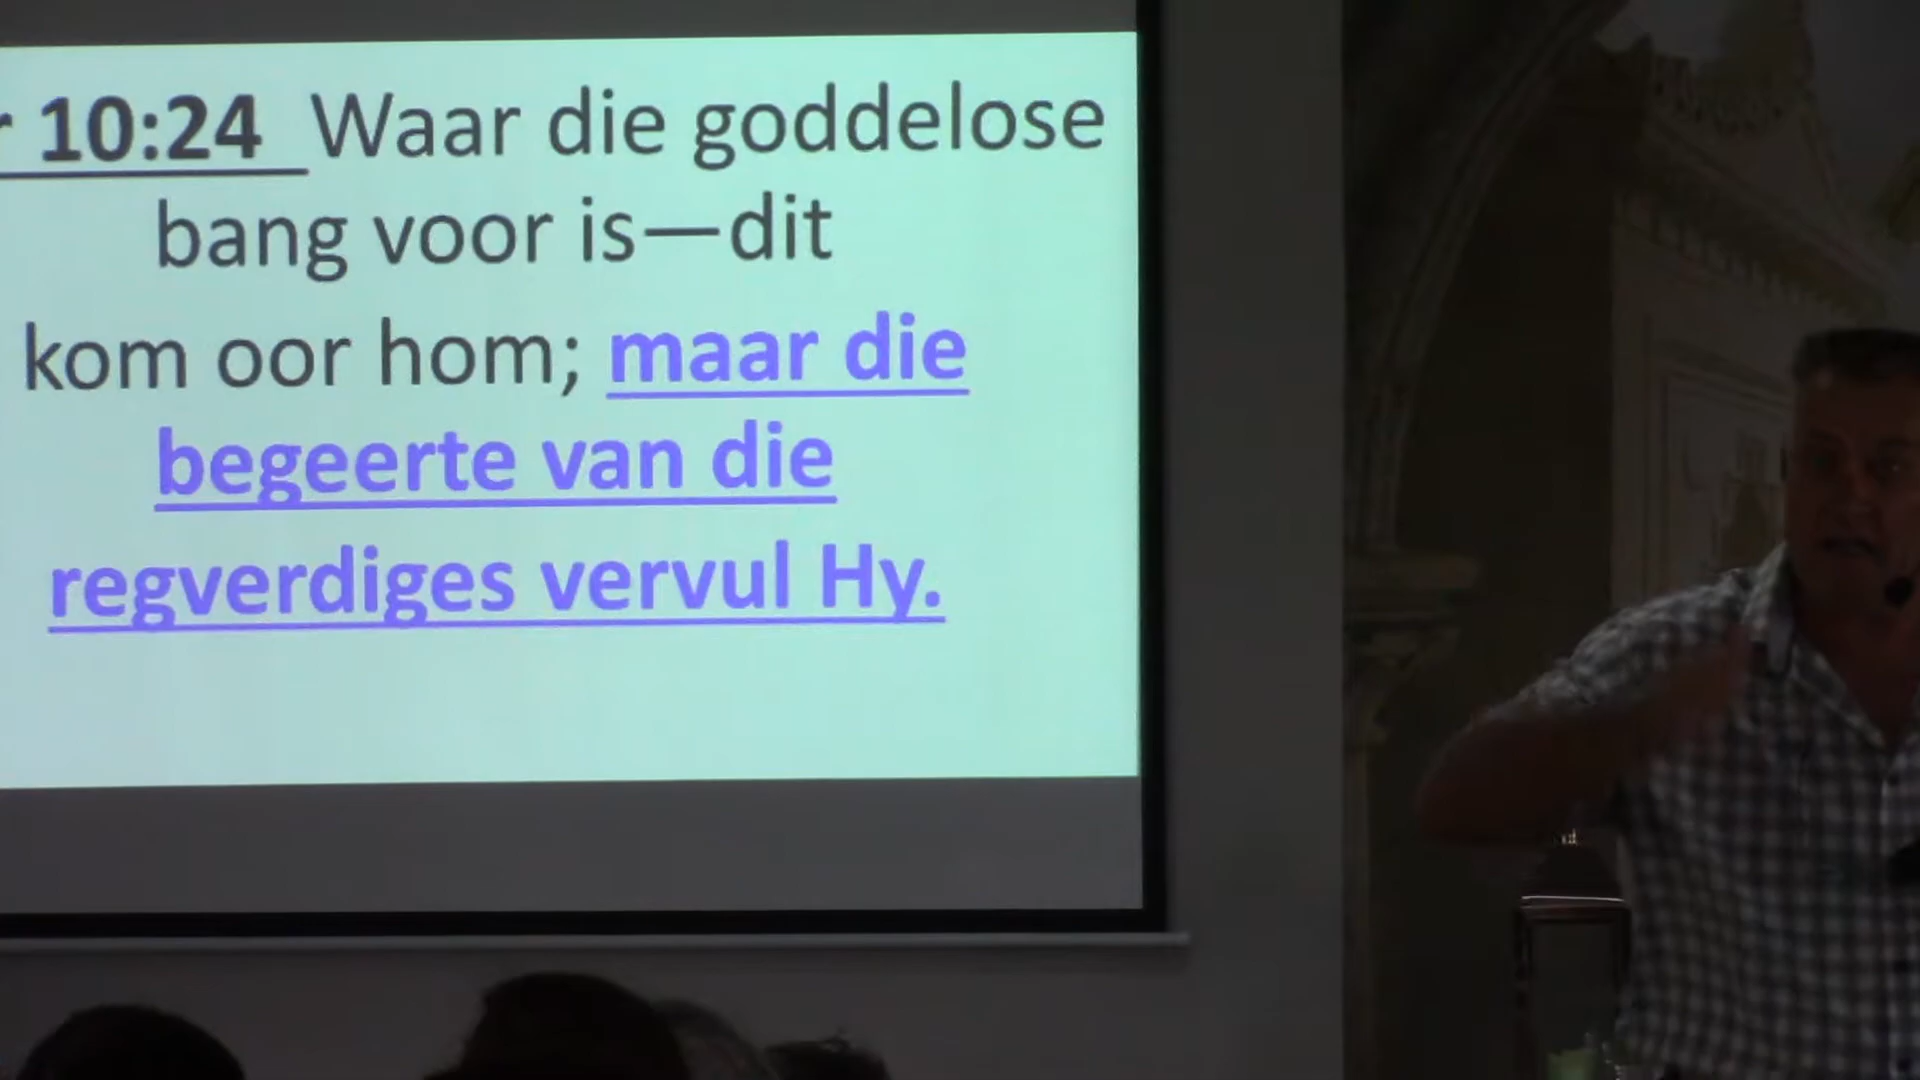 r 10:24 Waar die goddelose
bang voor is—dit
kom oor hom; maar die
begeerte van die
regverdiges vervul Hy.